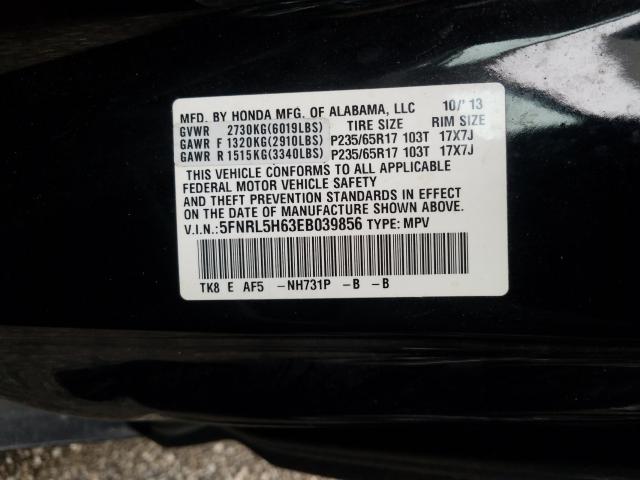 MFD. BY HONDA MFG. OF ALABAMA, LLC 10/'13
GVWR 2730KG(6019LBS) TIRE SIZE RIM SIZE
GAWR F 1320KG(2910LBS) P235/65R17 103T 17X7J
GAWR R 1515KG(3340LBS) P235/65R17 103T 17X7J
THIS VEHICLE CONFORMS TO ALL APPLICABLE
FEDERAL MOTOR VEHICLE SAFETY
AND THEFT PREVENTION STANDARDS IN EFFECT
ON THE DATE OF MANUFACTURE SHOWN ABOVE.
V.I.N.:5FNRL5H63EB039856 TYPE: MPV
TK8 E AF5 -NH731P -B -B